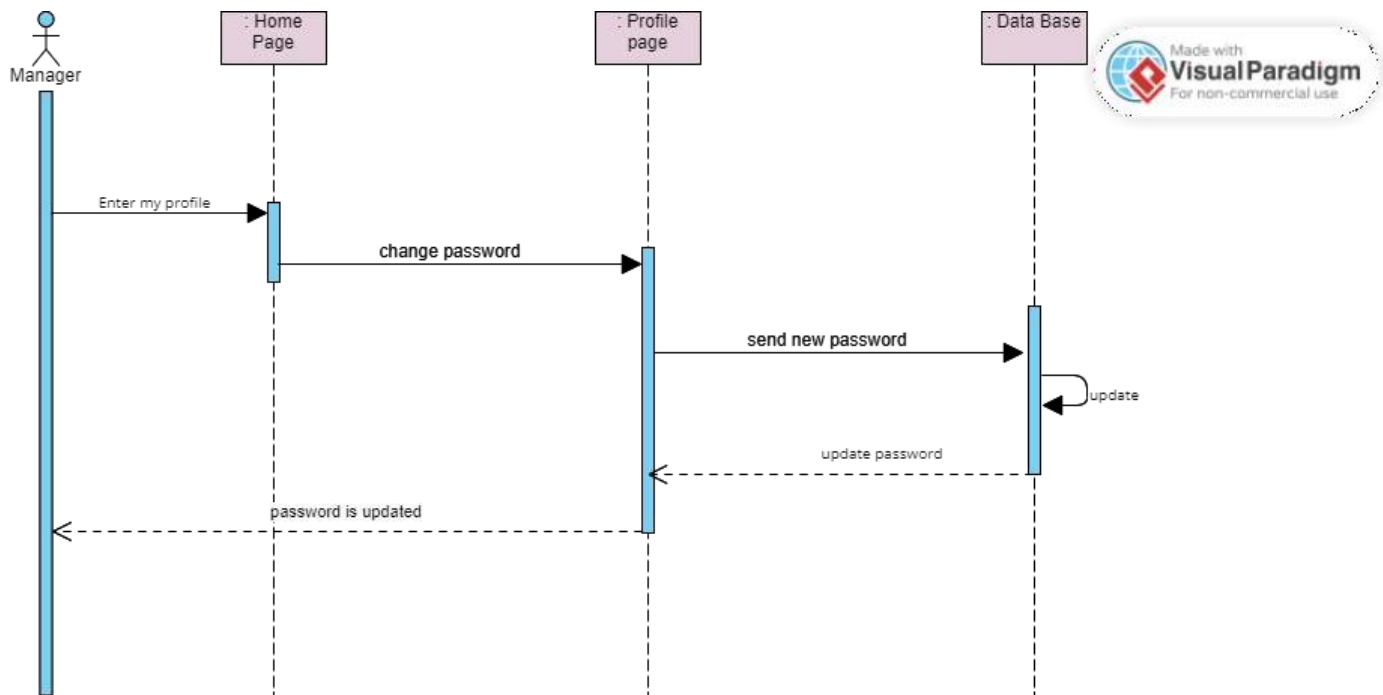 : Home
Page
: Profile
page
: Data Base
Manager
Made with
Visual Paradigm
For non-commercial use
Enter my profile
change password
send new password
update
update password
password is updated